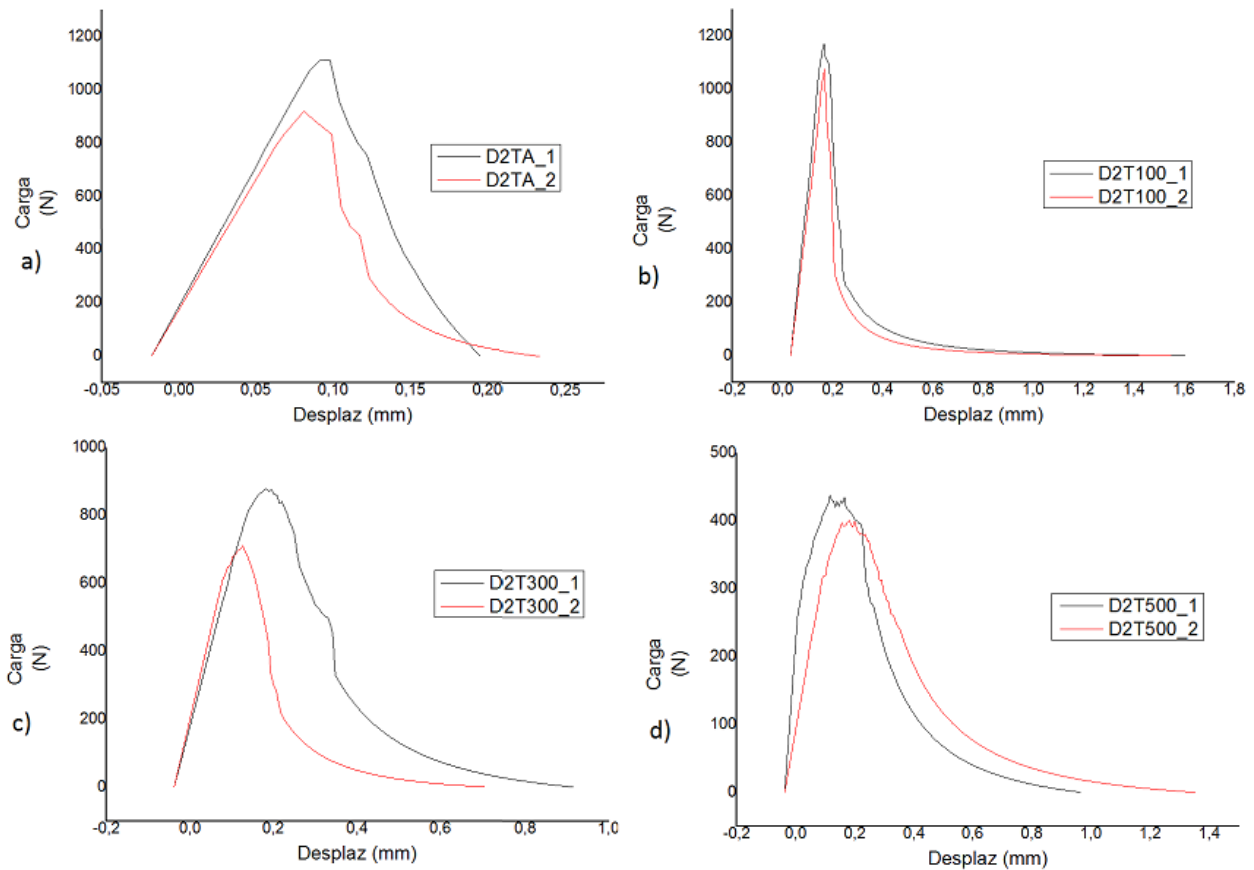 1200
1000
800
600
400
200
0
Carga
(N)
a)
D2TA_1
D2TA_2
-0,05
0,00
0,05
0,10
0,15
0,20
0,25
Desplaz (mm)
1200
1000
800
600
400
200
0
Carga
(N)
b)
D2T100_1
D2T100_2
-0,2
0,0
0,2
0,4
0,6
0,8
1,0
1,2
1,4
1,6
1,8
Desplaz (mm)
1000
800
600
400
200
0
Carga
(N)
c)
D2T300_1
D2T300_2
-0,2
0,0
0,2
0,4
0,6
0,8
1,0
Desplaz (mm)
500
400
300
200
100
0
Carga
(N)
d)
D2T500_1
D2T500_2
-0,2
0,0
0,2
0,4
0,6
0,8
1,0
1,2
1,4
Desplaz (mm)